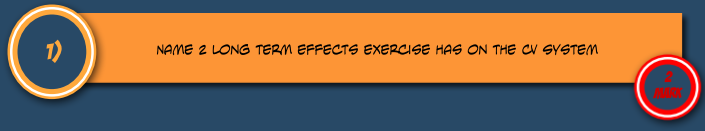 1)
NAME 2 LONG TERM EFFECTS EXERCISE HAS ON THE CV SYSTEM
2
MARK